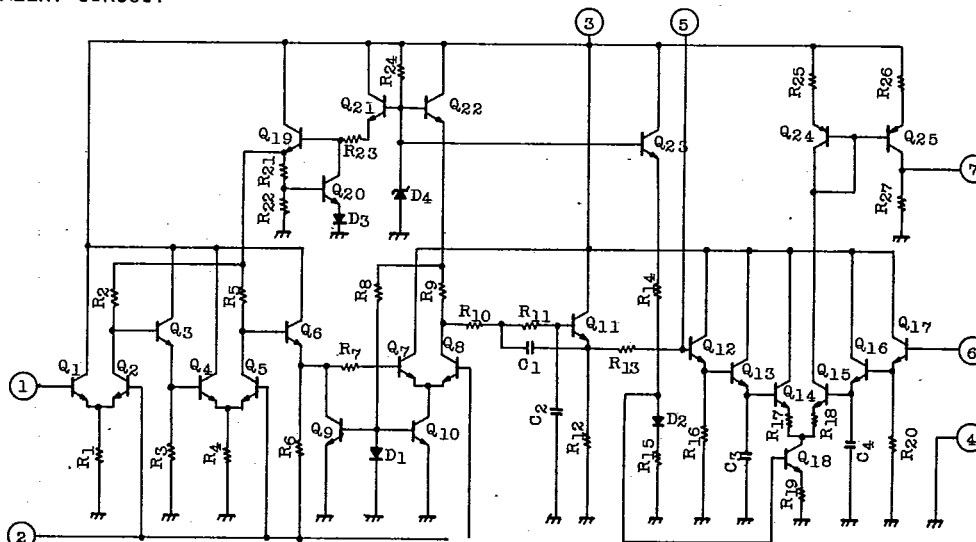 3 5
R24 R25 R26
Q21 Q22
Q19 Q23 Q24 Q25
R23
R21
Q20 7
R22 D3 D4 R27
R2 R5 R8 R9 R14
R10 R11 Q11 Q17
Q3 Q6 Q12 Q16 6
Q1 Q2 Q4 Q5 R7 Q7 Q8 C1 R13 Q13 Q14 Q15
1
C2 D2 R17 R18
R1 R3 R4 R6 Q9 Q10 R12 R15 R16 C3 Q18 C4 R20 4
D1 R19
2